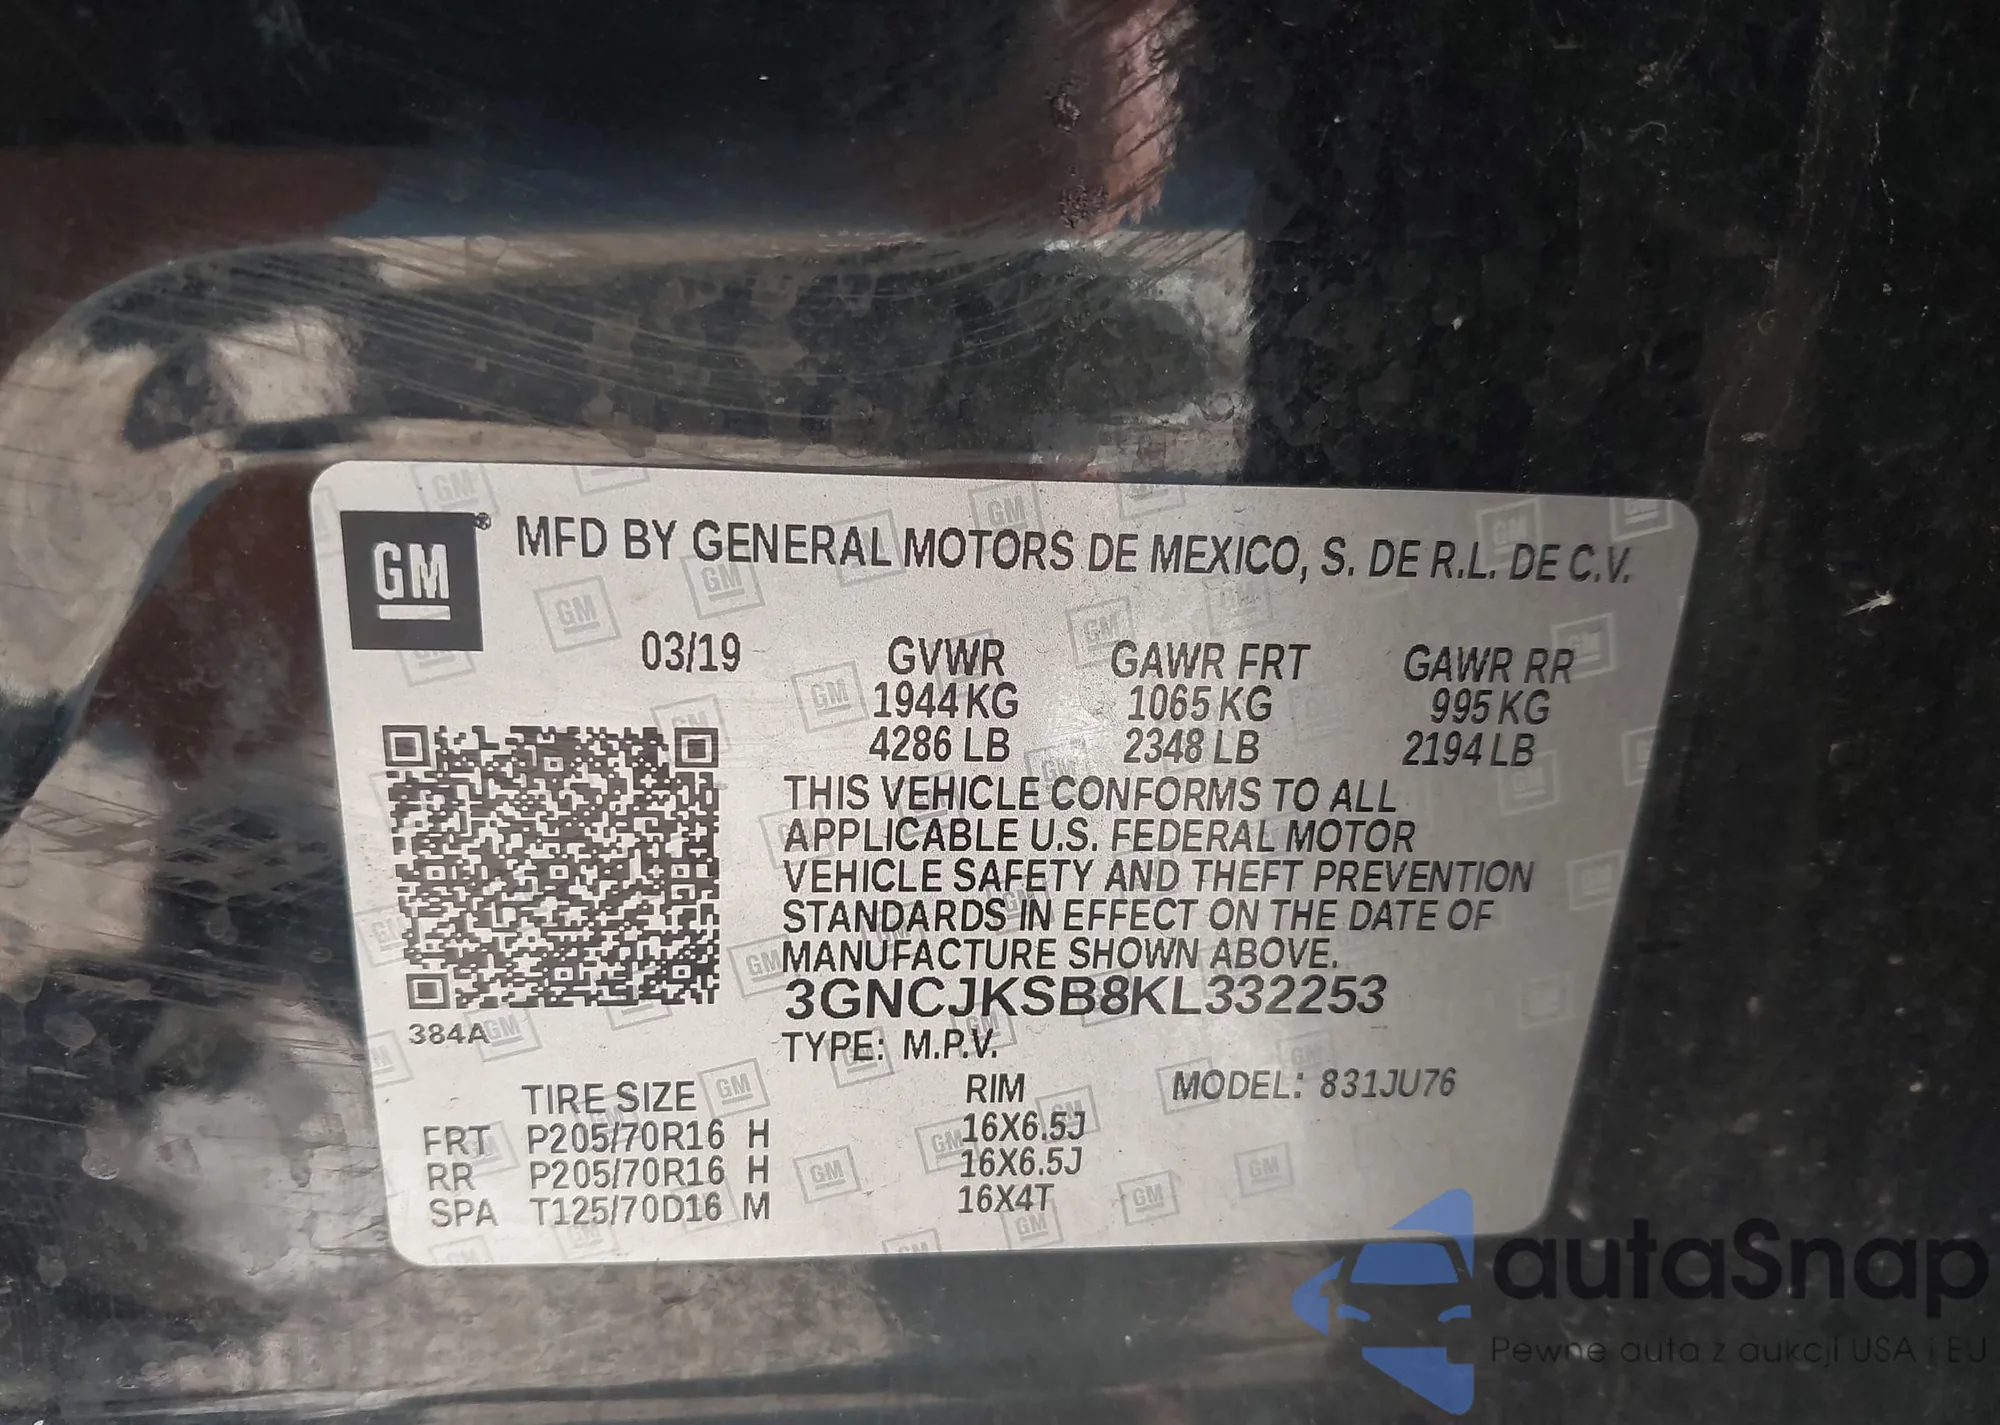 GM®
MFD BY GENERAL MOTORS DE MEXICO, S. DE R.L. DE C.V.
03/19 GVWR GAWR FRT GAWR RR
1944 KG 1065 KG 995 KG
4286 LB 2348 LB 2194 LB
THIS VEHICLE CONFORMS TO ALL
APPLICABLE U.S. FEDERAL MOTOR
VEHICLE SAFETY AND THEFT PREVENTION
STANDARDS IN EFFECT ON THE DATE OF
MANUFACTURE SHOWN ABOVE.
3GNCJKSB8KL332253
384A
TYPE: M.P.V.
TIRE SIZE RIM MODEL: 831JU76
FRT P205/70R16 H 16X6.5J
RR P205/70R16 H 16X6.5J
SPA T125/70D16 M 16X4T
autaSnap
Pewne auta z aukcji USA i EU